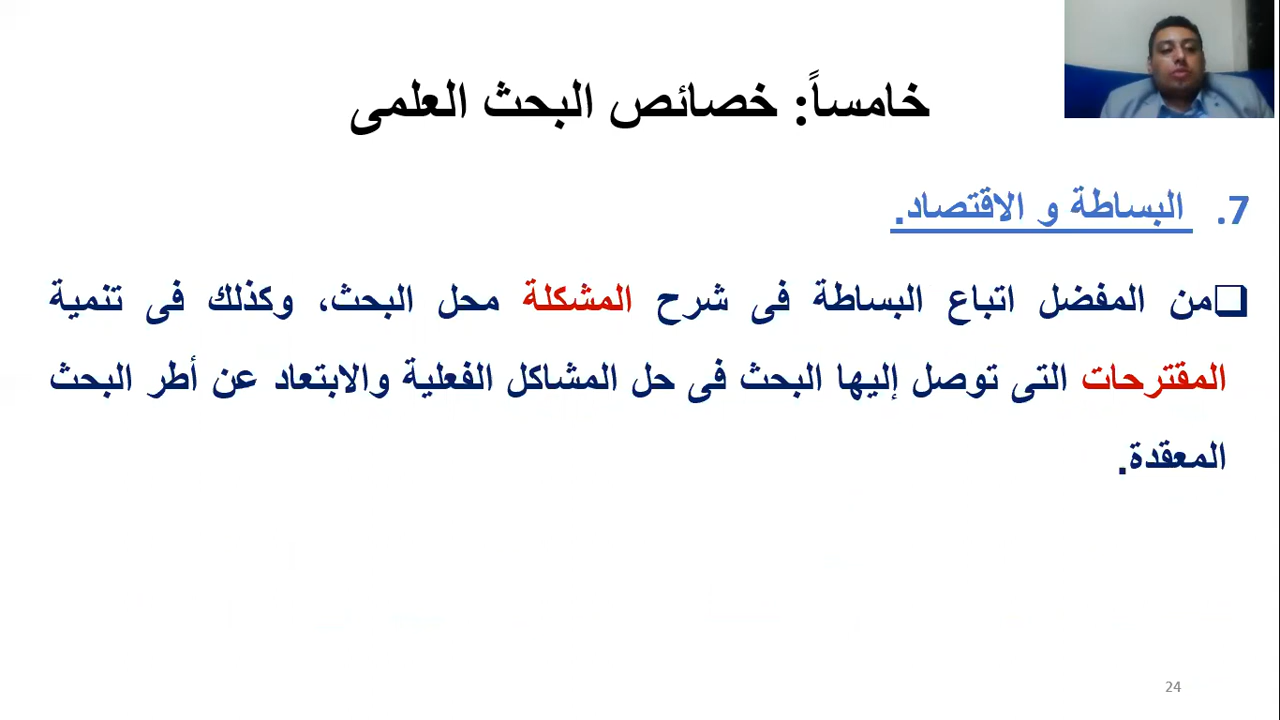 خامساً: خصائص البحث العلمى
7. البساطة و الاقتصاد.
❑من المفضل اتباع البساطة فى شرح المشكلة محل البحث، وكذلك فى تنمية
المقترحات التى توصل إليها البحث فى حل المشاكل الفعلية والابتعاد عن أطر البحث
المعقدة.
24